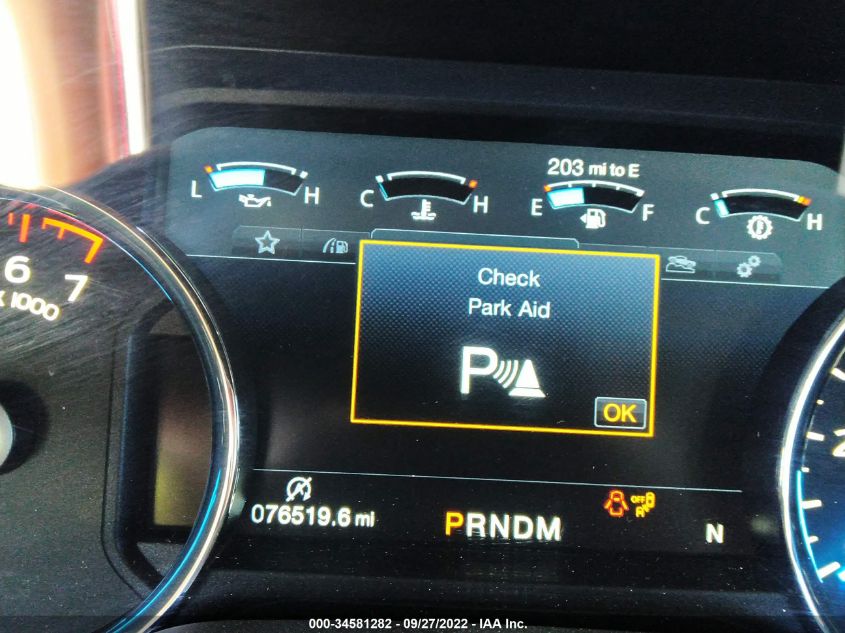 203 mi to E
L H
C H
E F
C H
6 7
x 1000
Check
Park Aid
P
OK
076519.6 mi
PRNDM
OFF
N
2
000-34581282 - 09/27/2022 - IAA Inc.